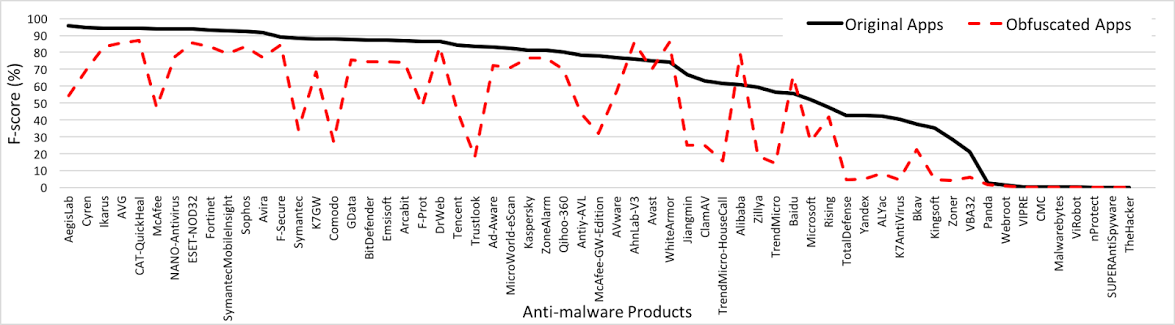 100
90
80
70
60
50
40
30
20
10
0
F-score (%)
Original Apps
Obfuscated Apps
AegisLab
Cyren
Ikarus
AVG
CAT-QuickHeal
McAfee
NANO-Antivirus
ESET-NOD32
Fortinet
SymantecMobileInsight
Sophos
Avira
F-Secure
Symantec
K7GW
Comodo
GData
BitDefender
Emsisoft
Arcabit
F-Prot
DrWeb
Tencent
Trustlook
Ad-Aware
MicroWorld-eScan
Kaspersky
ZoneAlarm
Qihoo-360
Antiy-AVL
McAfee-GW-Edition
AVware
AhnLab-V3
Avast
WhiteArmor
Jiangmin
ClamAV
TrendMicro-HouseCall
Alibaba
Zillya
TrendMicro
Baidu
Microsoft
Rising
TotalDefense
Yandex
ALYac
K7AntiVirus
Bkav
Kingsoft
Zoner
VBA32
Panda
Webroot
VIPRE
CMC
Malwarebytes
ViRobot
nProtect
SUPERAntiSpyware
TheHacker
Anti-malware Products